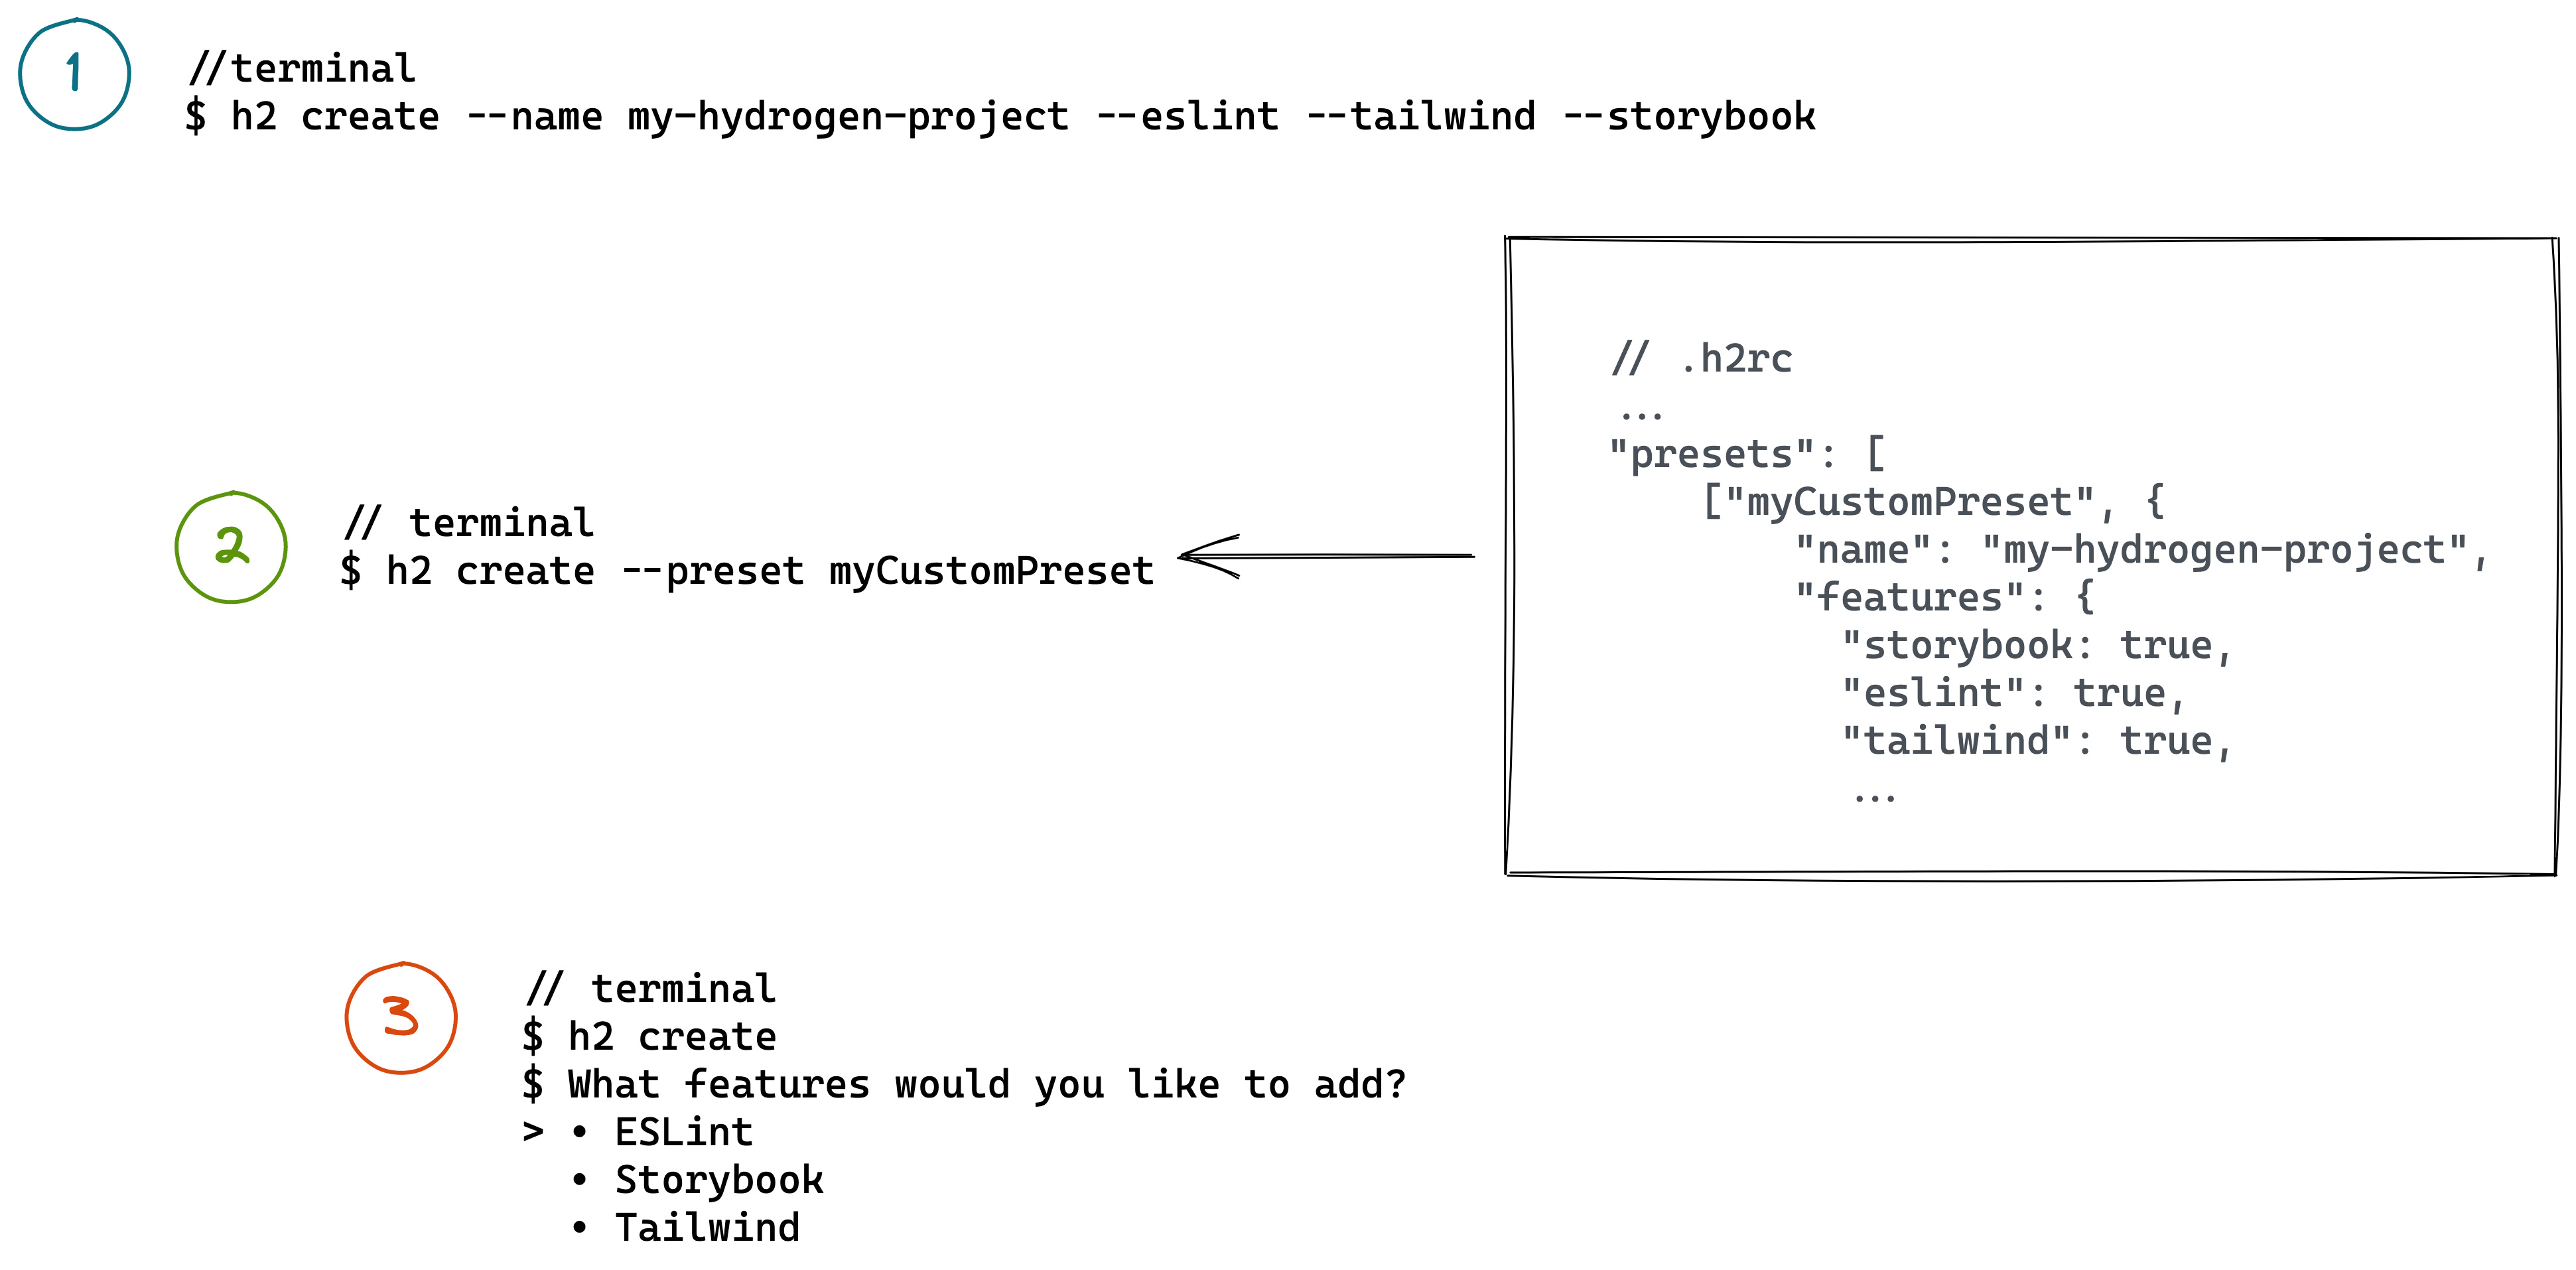 1
//terminal
$ h2 create --name my-hydrogen-project --eslint --tailwind --storybook
2
// terminal
$ h2 create --preset myCustomPreset
// .h2rc
...
"presets": [
["myCustomPreset", {
"name": "my-hydrogen-project",
"features": {
"storybook: true,
"eslint": true,
"tailwind": true,
...
3
// terminal
$ h2 create
$ What features would you like to add?
> • ESLint
• Storybook
• Tailwind